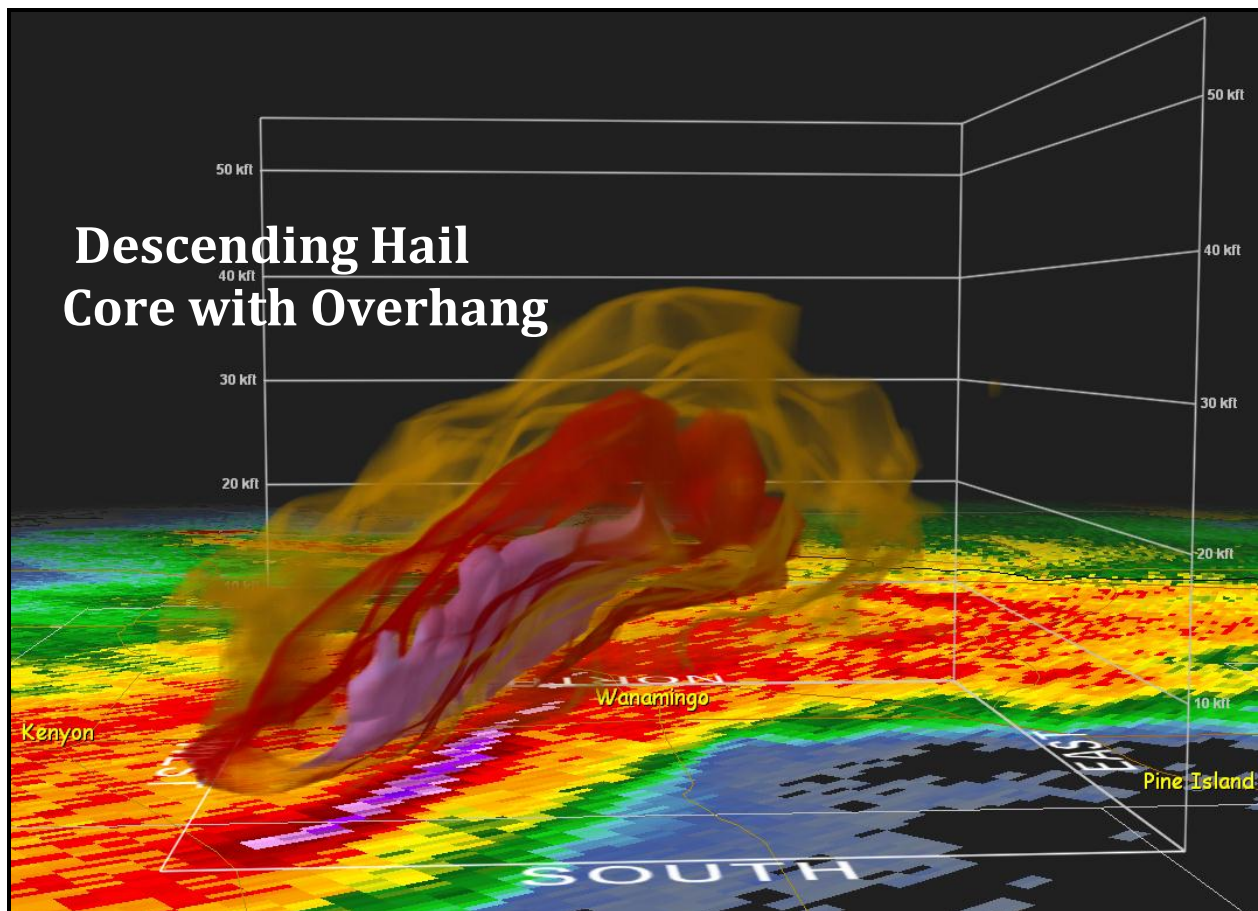 50 kft
50 kft
Descending Hail
40 kft
40 kft
Core with Overhang
30 kft
30 kft
20 kft
20 kft
Wanamingo
10 kft
Kenyon
EAST
Pine Island
SOUTH